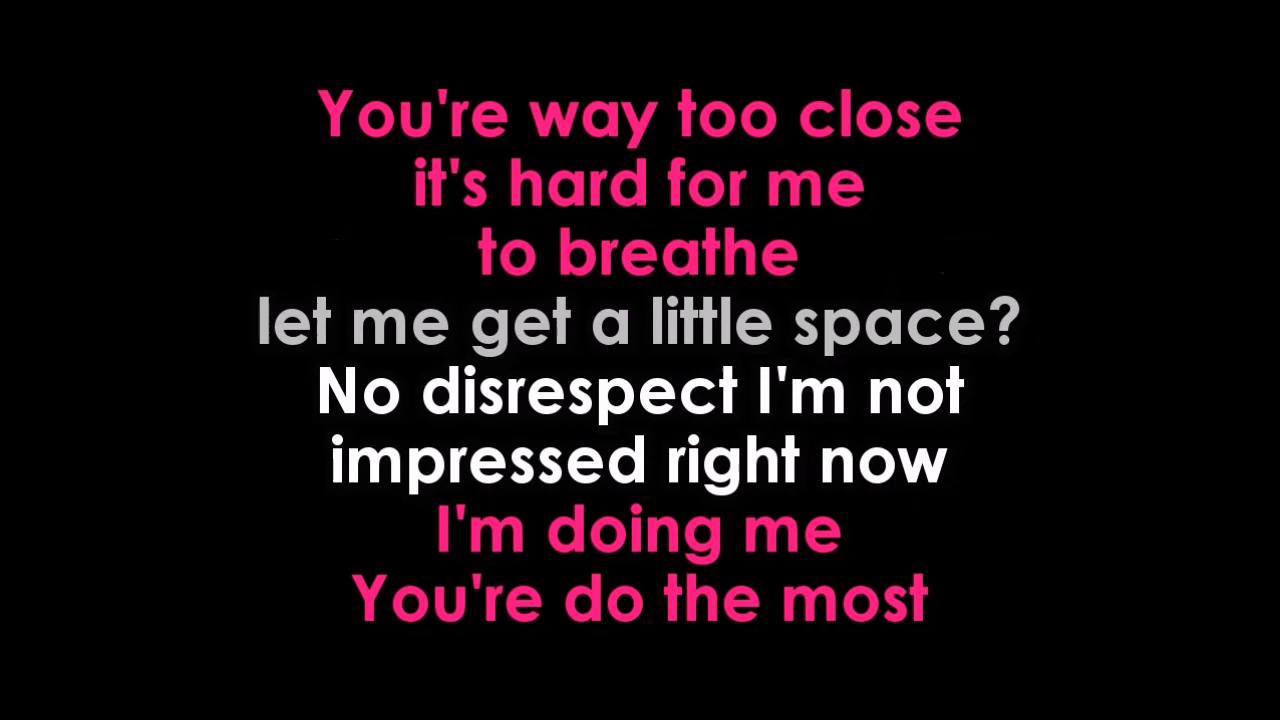 You're way too close
it's hard for me
to breathe
let me get a little space?
No disrespect I'm not
impressed right now
I'm doing me
You're do the most